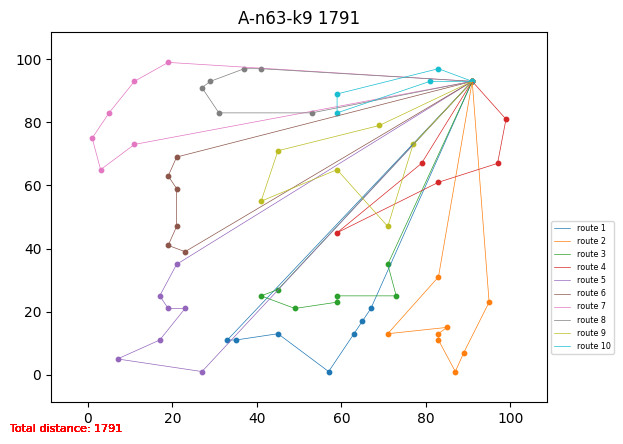 A-n63-k9 1791
100
80
60
40
20
0
0 20 40 60 80 100
route 1
route 2
route 3
route 4
route 5
route 6
route 7
route 8
route 9
route 10
Total distance: 1791